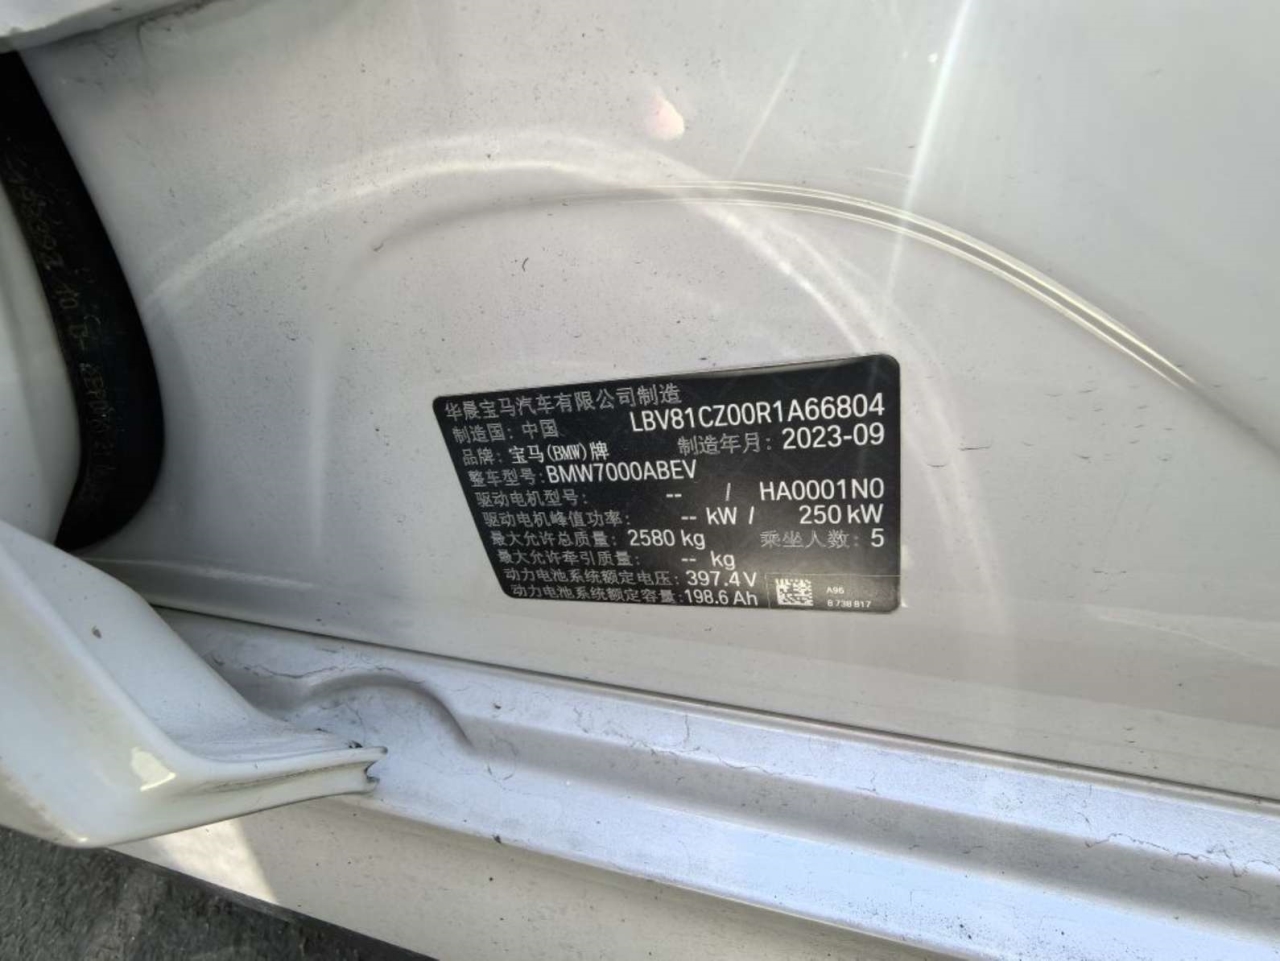 华晨宝马汽车有限公司制造
制造国：中国 LBV81CZ00R1A66804
品牌：宝马(BMW)牌 制造年月：2023-09
整车型号：BMW7000ABEV
驱动电机型号： -- / HA0001N0
驱动电机峰值功率： -- kW / 250 kW
最大允许总质量：2580 kg 乘坐人数：5
最大允许牵引质量： -- kg
动力电池系统额定电压：397.4 V
动力电池系统额定容量：198.6 Ah
A96
8 738 817